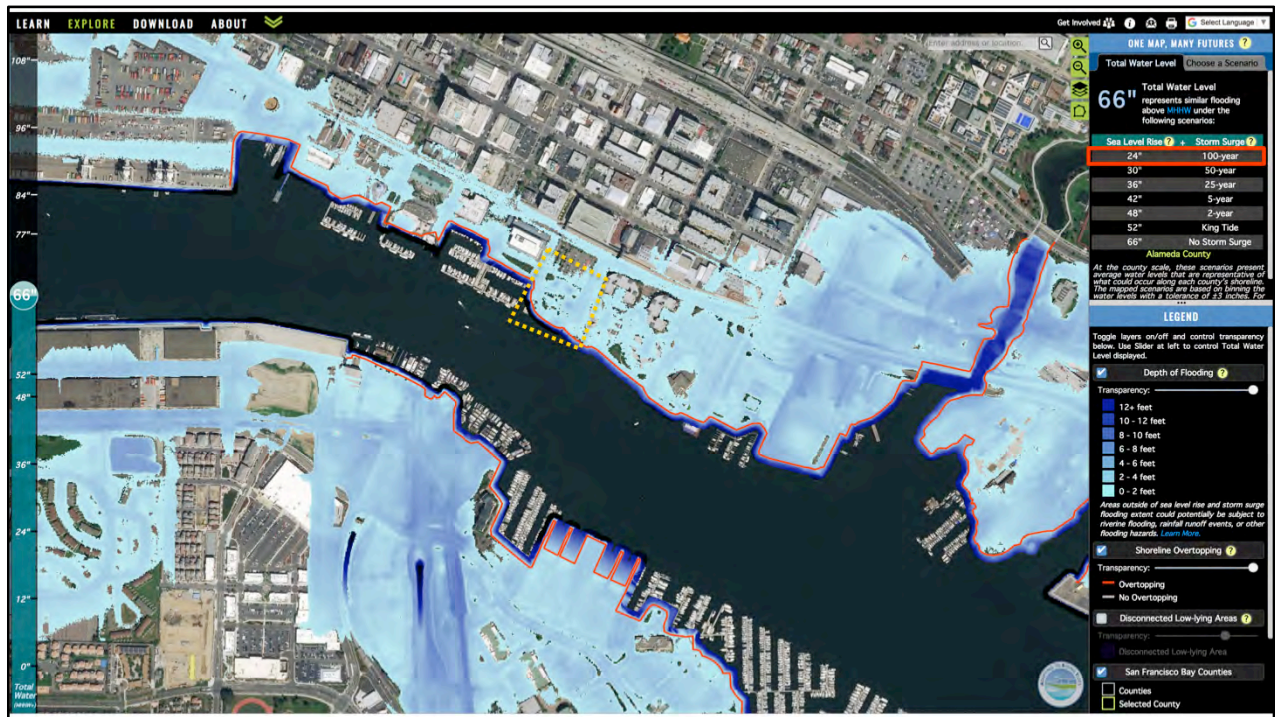 LEARN EXPLORE DOWNLOAD ABOUT
Get Involved
Select Language
Enter address or location...
108"
96"
84"
77"
66"
52"
48"
36"
24"
12"
0"
Total
Water
ONE MAP, MANY FUTURES ?
Total Water Level Choose a Scenario
66" Total Water Level
represents similar flooding
above MHHW under the
following scenarios:
Sea Level Rise ? + Storm Surge ?
24" 100-year
30" 50-year
36" 25-year
42" 5-year
48" 2-year
52" King Tide
66" No Storm Surge
Alameda County
At the county scale, these scenarios present
average water levels that are representative of
what could occur along each county's shoreline.
The mapped scenarios are based on binning the
water levels with a tolerance of ±3 inches. For
LEGEND
Toggle layers on/off and control transparency
below. Use Slider at left to control Total Water
Level displayed.
Depth of Flooding ?
Transparency:
12+ feet
10 - 12 feet
8 - 10 feet
6 - 8 feet
4 - 6 feet
2 - 4 feet
0 - 2 feet
Areas outside of sea level rise and storm surge
flooding extent could potentially be subject to
riverine flooding, rainfall runoff events, or other
flooding hazards. Learn More.
Shoreline Overtopping ?
Transparency:
Overtopping
No Overtopping
Disconnected Low-lying Areas ?
Transparency:
Disconnected Low-lying Area
San Francisco Bay Counties
Counties
Selected County